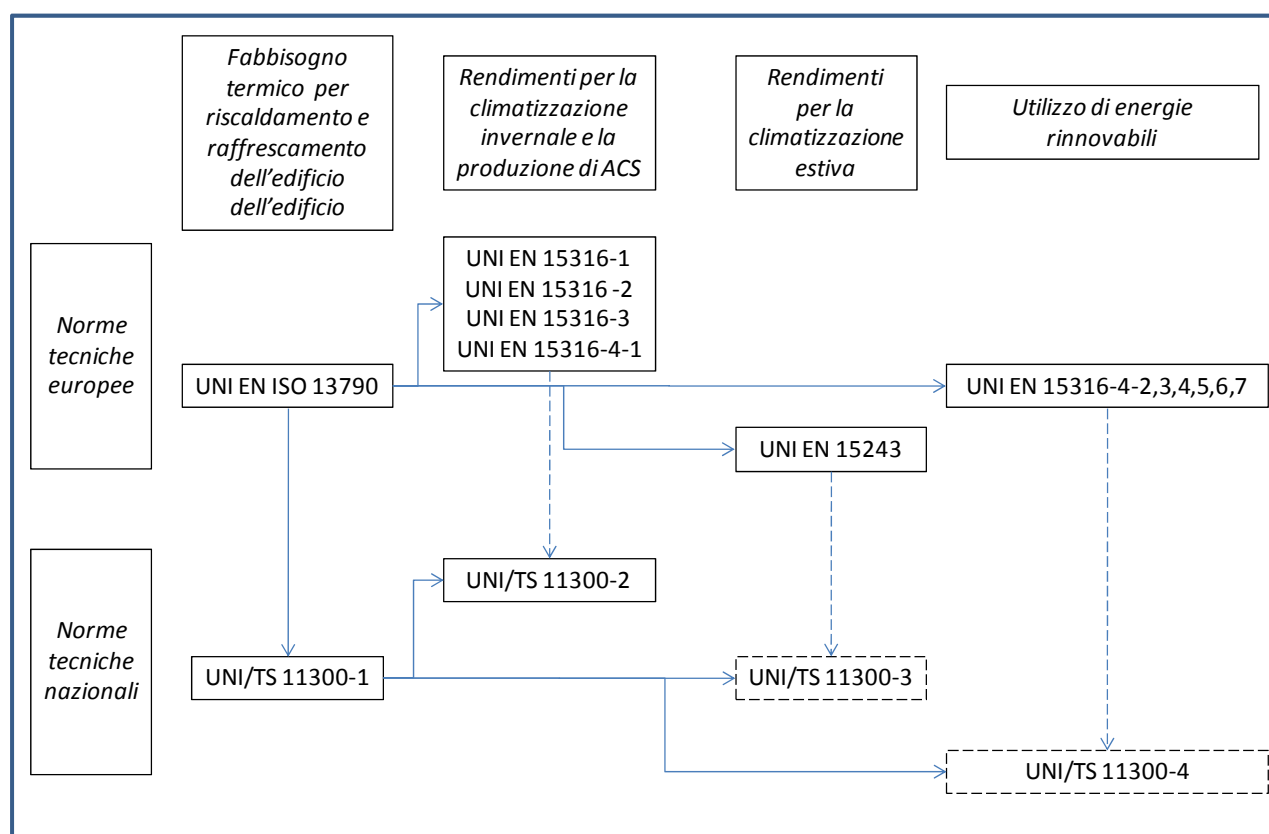 Fabbisogno
termico per
riscaldamento e
raffrescamento
dell'edificio
dell'edificio
Rendimenti per la
climatizzazione
invernale e la
produzione di ACS
Rendimenti
per la
climatizzazione
estiva
Utilizzo di energie
rinnovabili
Norme
tecniche
europee
UNI EN ISO 13790
UNI EN 15316-1
UNI EN 15316 -2
UNI EN 15316-3
UNI EN 15316-4-1
UNI EN 15243
UNI EN 15316-4-2,3,4,5,6,7
Norme
tecniche
nazionali
UNI/TS 11300-1
UNI/TS 11300-2
UNI/TS 11300-3
UNI/TS 11300-4